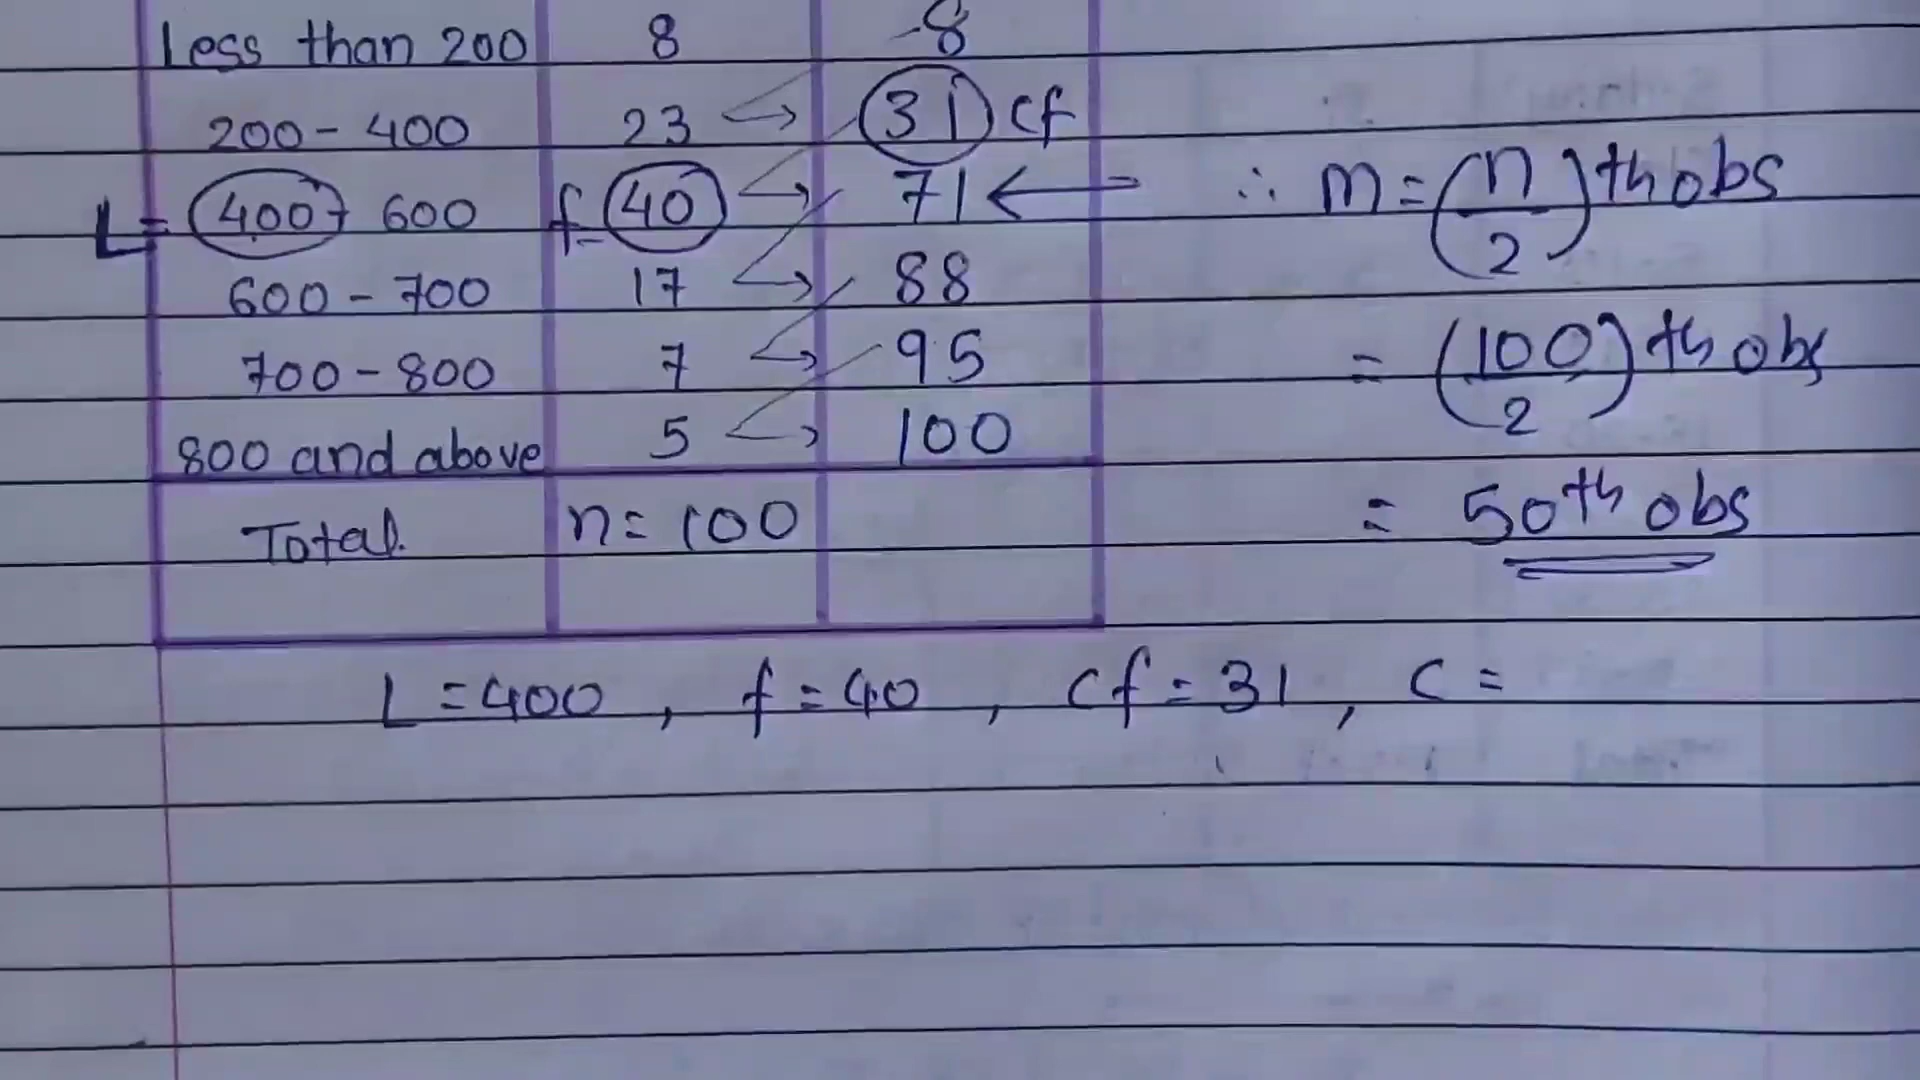 Less than 200 8 8
200 - 400 23 31 cf
L = 400 - 600 f = 40 71 ← ∴ M = (n/2) th obs
600 - 700 17 88
700 - 800 7 95 = (100/2) th obs
800 and above 5 100
Total n = 100 = 50th obs
L = 400 , f = 40 , cf = 31 , c =